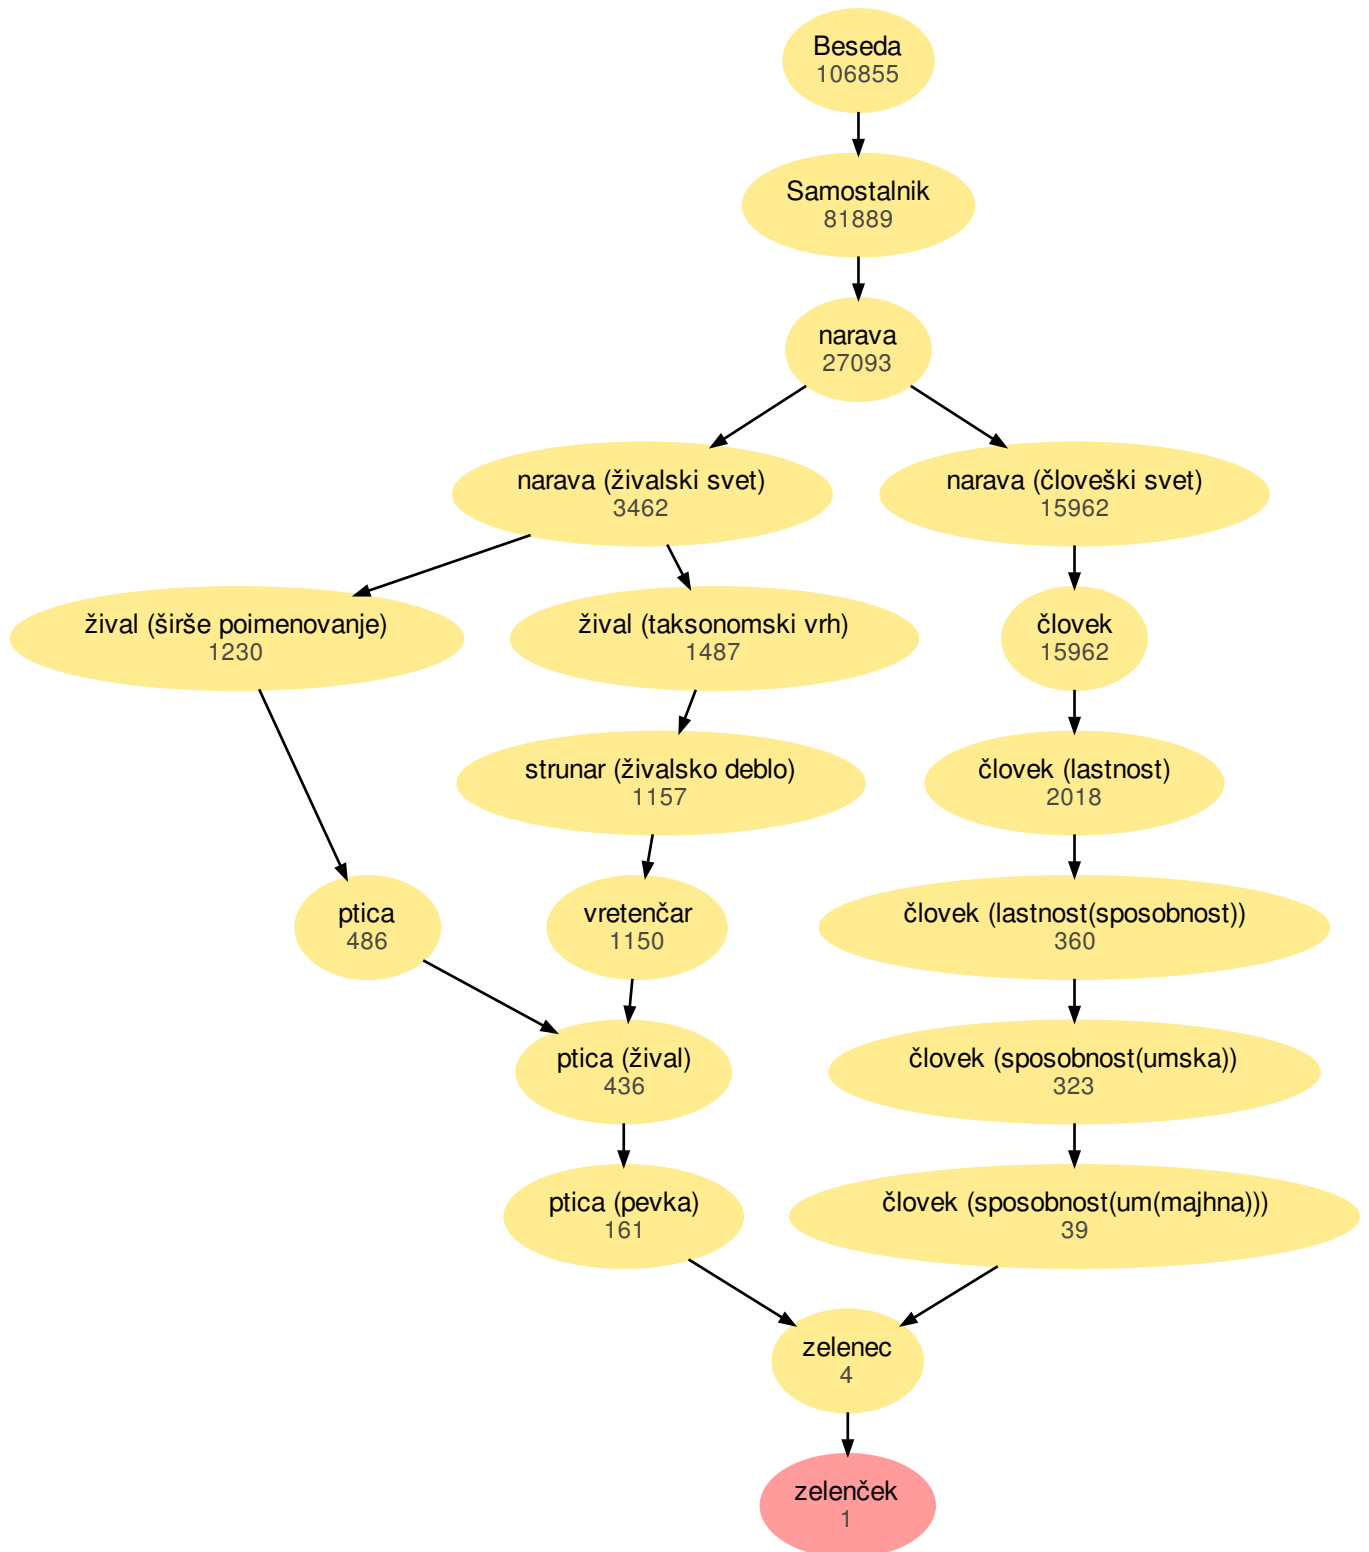 Beseda
106855
Samostalnik
81889
narava
27093
narava (živalski svet)
3462
narava (človeški svet)
15962
žival (širše poimenovanje)
1230
žival (taksonomski vrh)
1487
človek
15962
strunar (živalsko deblo)
1157
človek (lastnost)
2018
ptica
486
vretenčar
1150
človek (lastnost(sposobnost))
360
ptica (žival)
436
človek (sposobnost(umska))
323
ptica (pevka)
161
človek (sposobnost(um(majhna)))
39
zelenec
4
zelenček
1